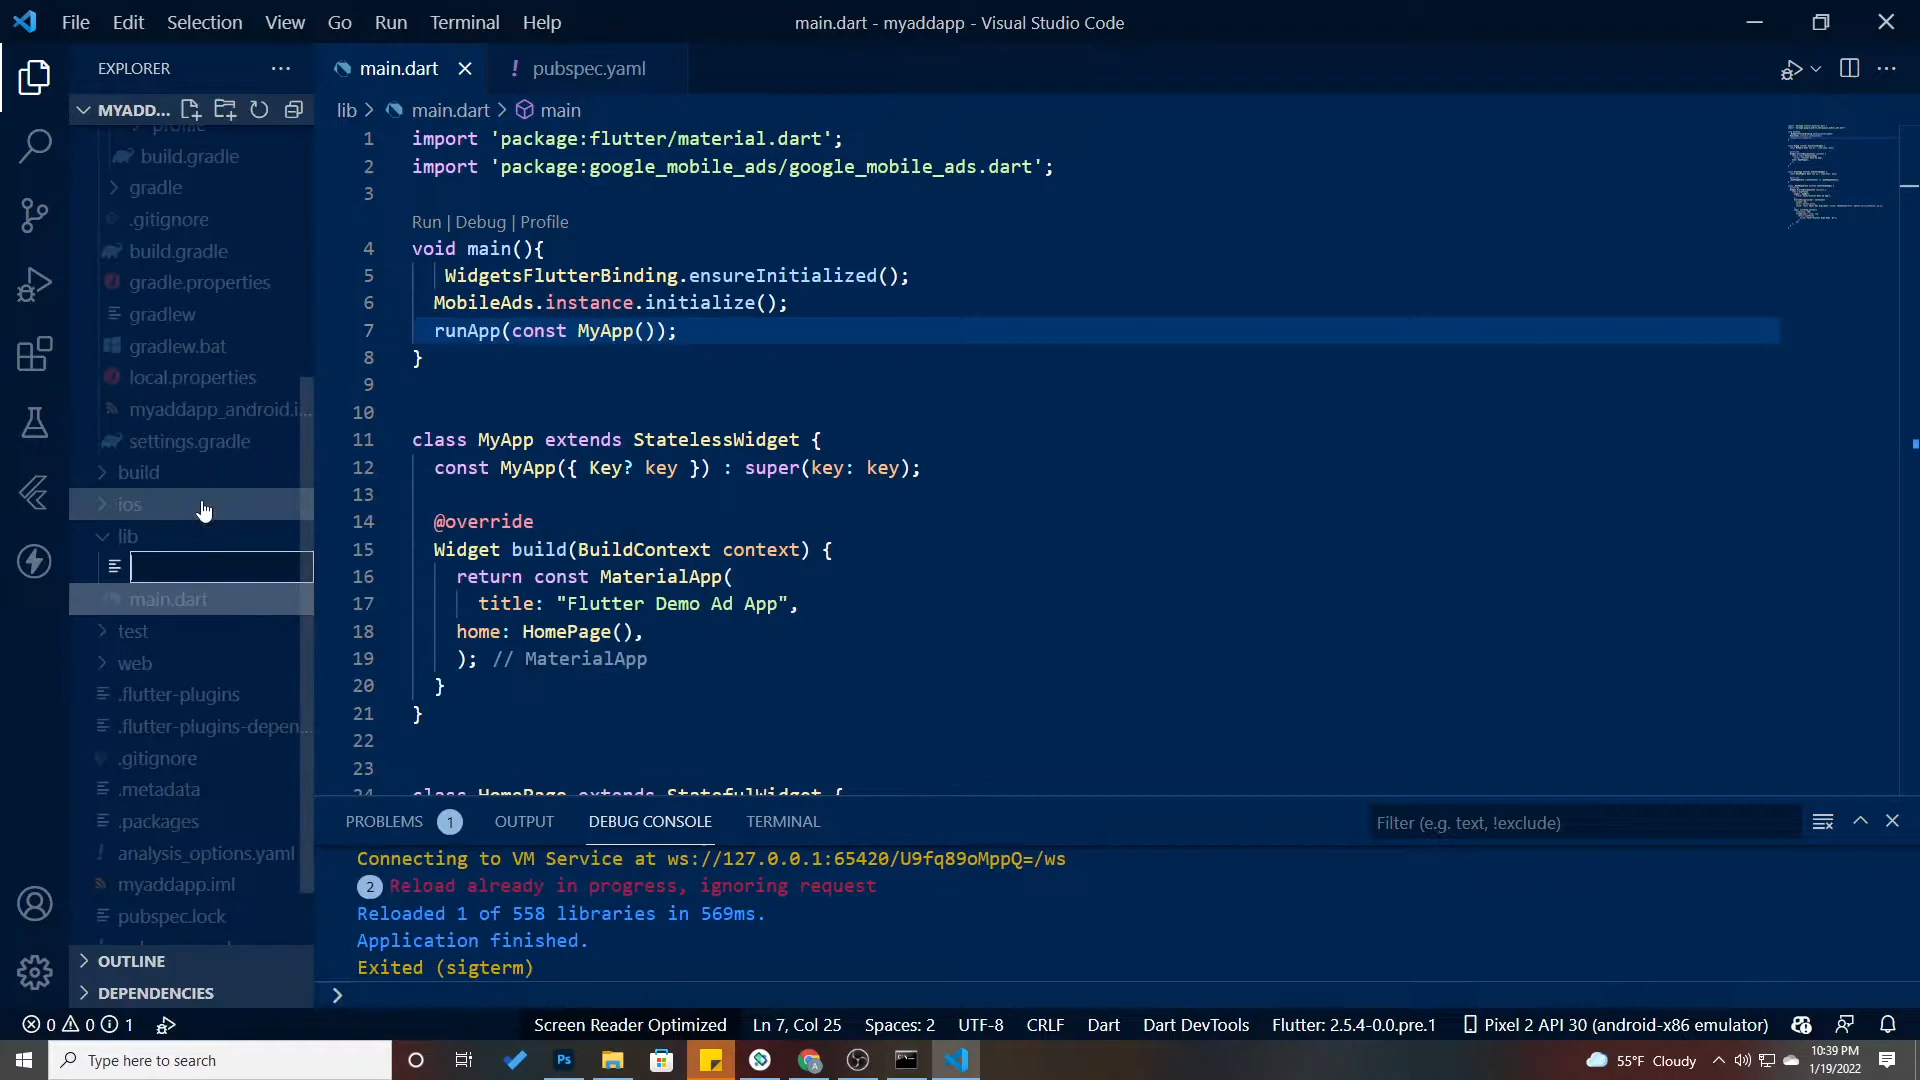 File Edit Selection View Go Run Terminal Help
main.dart - myaddapp - Visual Studio Code
EXPLORER
main.dart
! pubspec.yaml
MYADD...
lib > main.dart > main
profile
build.gradle
gradle
.gitignore
build.gradle
gradle.properties
gradlew
gradlew.bat
local.properties
myaddapp_android.i...
settings.gradle
build
ios
lib
main.dart
test
web
.flutter-plugins
.flutter-plugins-depen...
.gitignore
.metadata
.packages
! analysis_options.yaml
myaddapp.iml
pubspec.lock
OUTLINE
DEPENDENCIES
1 import 'package:flutter/material.dart';
2 import 'package:google_mobile_ads/google_mobile_ads.dart';
3
Run | Debug | Profile
4 void main(){
5 WidgetsFlutterBinding.ensureInitialized();
6 MobileAds.instance.initialize();
7 runApp(const MyApp());
8 }
9
10
11 class MyApp extends StatelessWidget {
12 const MyApp({ Key? key }) : super(key: key);
13
14 @override
15 Widget build(BuildContext context) {
16 return const MaterialApp(
17 title: "Flutter Demo Ad App",
18 home: HomePage(),
19 ); // MaterialApp
20 }
21 }
22
23
24 class HomePage extends StatefulWidget {
PROBLEMS 1 OUTPUT DEBUG CONSOLE TERMINAL
Filter (e.g. text, !exclude)
Connecting to VM Service at ws://127.0.0.1:65420/U9fq89oMppQ=/ws
2 Reload already in progress, ignoring request
Reloaded 1 of 558 libraries in 569ms.
Application finished.
Exited (sigterm)
>
0 0 1
Screen Reader Optimized Ln 7, Col 25 Spaces: 2 UTF-8 CRLF Dart Dart DevTools Flutter: 2.5.4-0.0.pre.1 Pixel 2 API 30 (android-x86 emulator)
Type here to search
Ps
55°F Cloudy
10:39 PM
1/19/2022